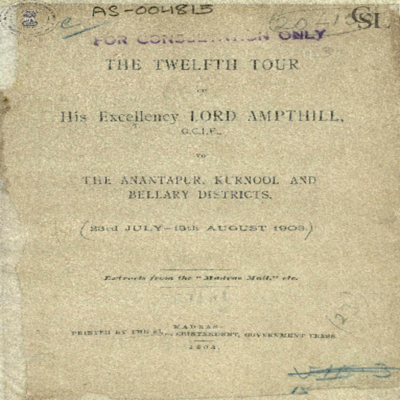 AS-004815
CSL
FOR CONSULTATION ONLY
THE TWELFTH TOUR
OF
His Excellency LORD AMPTHILL,
G.C.I.E.,
TO
THE ANANTAPUR, KURNOOL AND
BELLARY DISTRICTS.
(23rd JULY—15th AUGUST 1903.)
Extracts from the "Madras Mail," etc.
MADRAS:
PRINTED BY THE SUPERINTENDENT, GOVERNMENT PRESS.